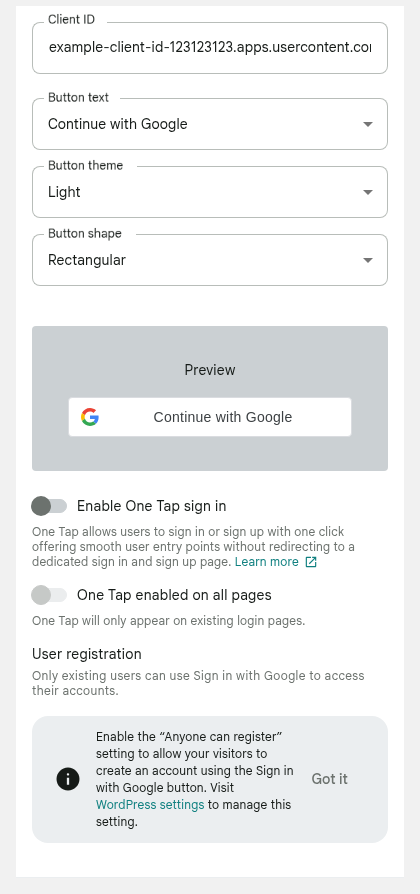 Client ID
example-client-id-123123123.apps.usercontent.co
Button text
Continue with Google
Button theme
Light
Button shape
Rectangular
Preview
Continue with Google
Enable One Tap sign in
One Tap allows users to sign in or sign up with one click
offering smooth user entry points without redirecting to a
dedicated sign in and sign up page. Learn more
One Tap enabled on all pages
One Tap will only appear on existing login pages.
User registration
Only existing users can use Sign in with Google to access
their accounts.
Enable the “Anyone can register”
setting to allow your visitors to
create an account using the Sign in
with Google button. Visit
WordPress settings to manage this
setting.
Got it